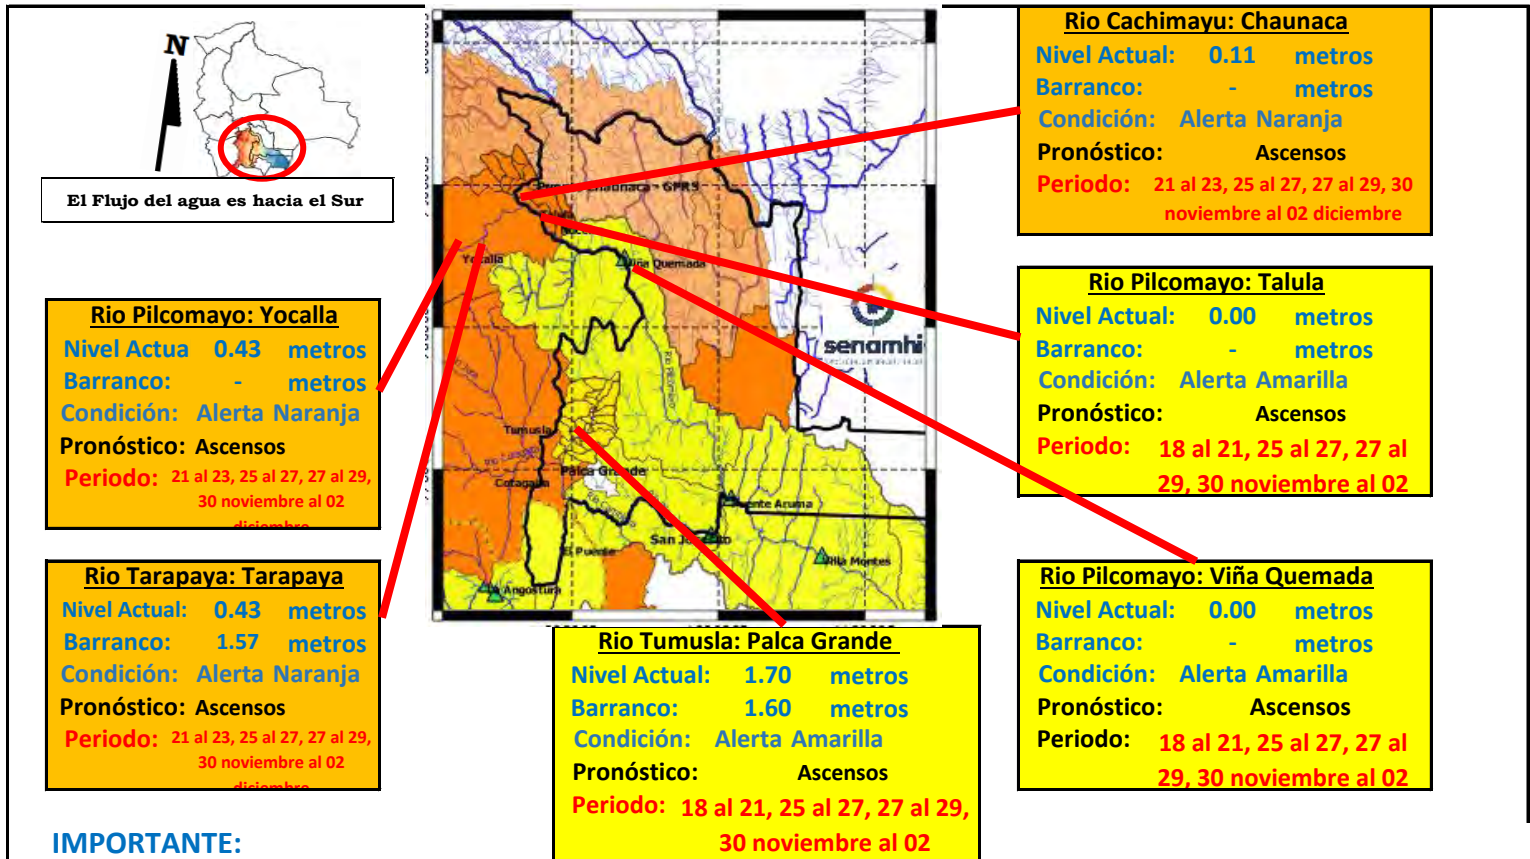 N
El Flujo del agua es hacia el Sur
Rio Cachimayu: Chaunaca
Nivel Actual: 0.11 metros
Barranco: - metros
Condición: Alerta Naranja
Pronóstico: Ascensos
Periodo: 21 al 23, 25 al 27, 27 al 29, 30
noviembre al 02 diciembre
Rio Pilcomayo: Talula
Nivel Actual: 0.00 metros
Barranco: - metros
Condición: Alerta Amarilla
Pronóstico: Ascensos
Periodo: 18 al 21, 25 al 27, 27 al
29, 30 noviembre al 02
Rio Pilcomayo: Yocalla
Nivel Actua 0.43 metros
Barranco: - metros
Condición: Alerta Naranja
Pronóstico: Ascensos
Periodo: 21 al 23, 25 al 27, 27 al 29,
30 noviembre al 02
diciembre
Rio Tarapaya: Tarapaya
Nivel Actual: 0.43 metros
Barranco: 1.57 metros
Condición: Alerta Naranja
Pronóstico: Ascensos
Periodo: 21 al 23, 25 al 27, 27 al 29,
30 noviembre al 02
diciembre
Rio Pilcomayo: Viña Quemada
Nivel Actual: 0.00 metros
Barranco: - metros
Condición: Alerta Amarilla
Pronóstico: Ascensos
Periodo: 18 al 21, 25 al 27, 27 al
29, 30 noviembre al 02
Rio Tumusla: Palca Grande
Nivel Actual: 1.70 metros
Barranco: 1.60 metros
Condición: Alerta Amarilla
Pronóstico: Ascensos
Periodo: 18 al 21, 25 al 27, 27 al 29,
30 noviembre al 02
Chaunaca - GPRS
Yocalla
Viña Quemada
senamhi
Rio Pilcomayo
Tumusla
Palca Grande
Cotagaita
Puente Aruma
San Josecito
El Puente
Villa Montes
Angostura
IMPORTANTE: